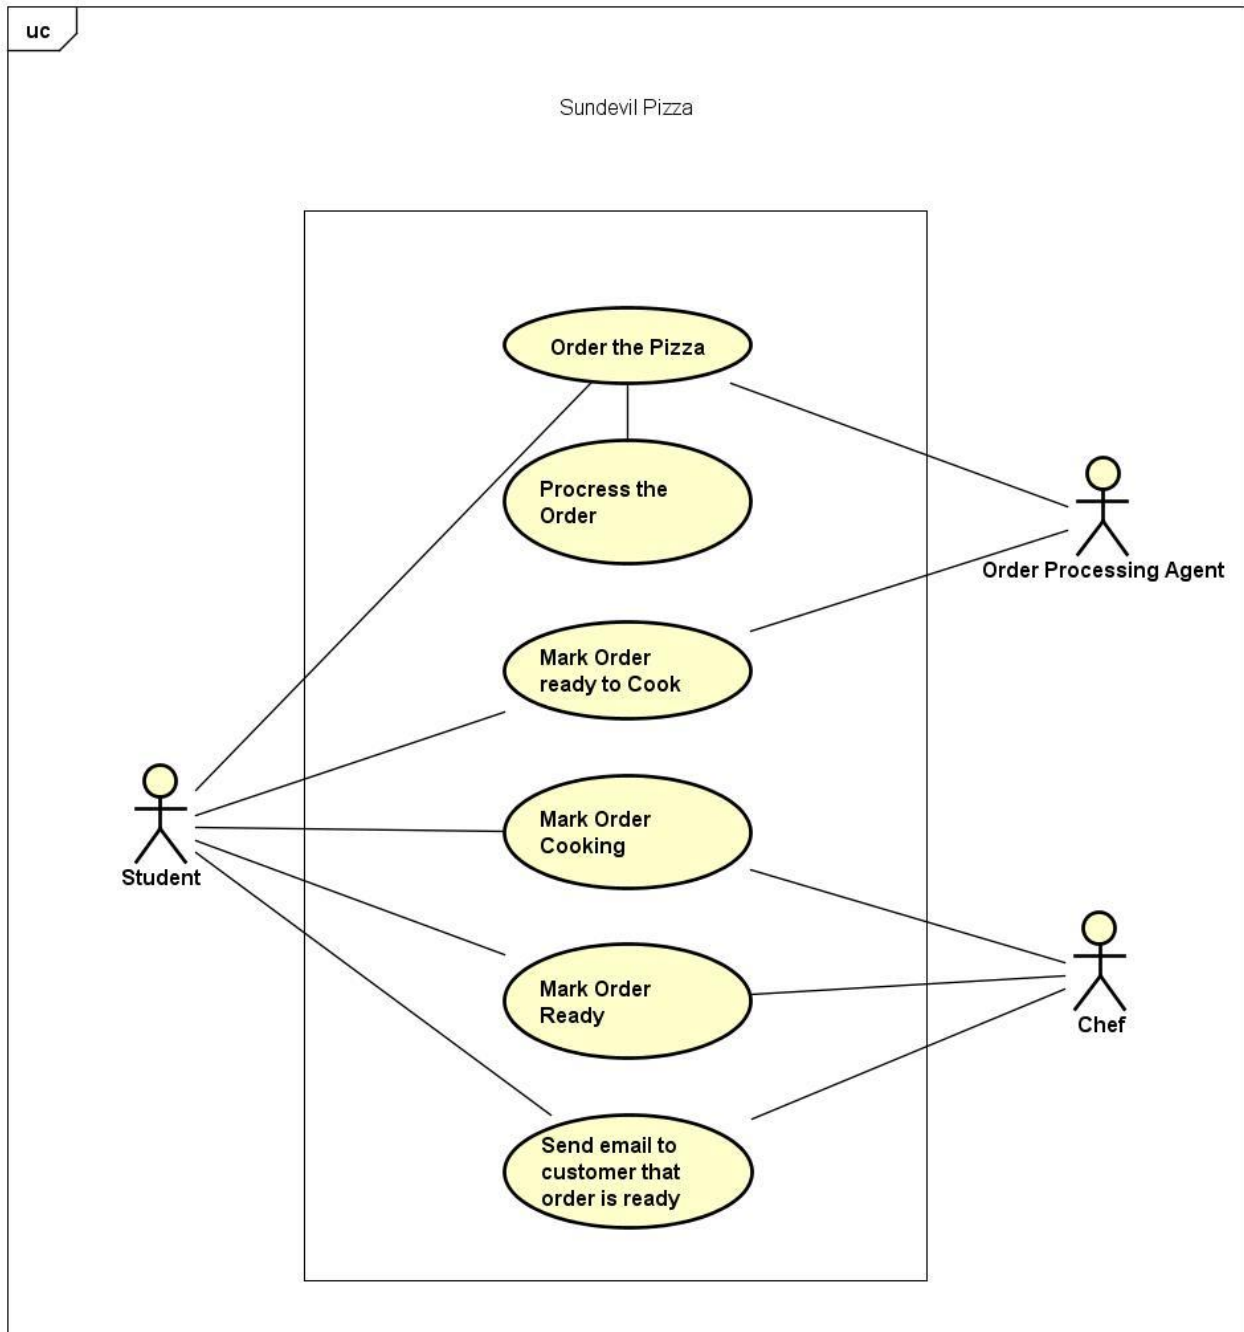 uc
Sundevil Pizza
Order the Pizza
Procress the
Order
Order Processing Agent
Mark Order
ready to Cook
Mark Order
Cooking
Student
Mark Order
Ready
Chef
Send email to
customer that
order is ready